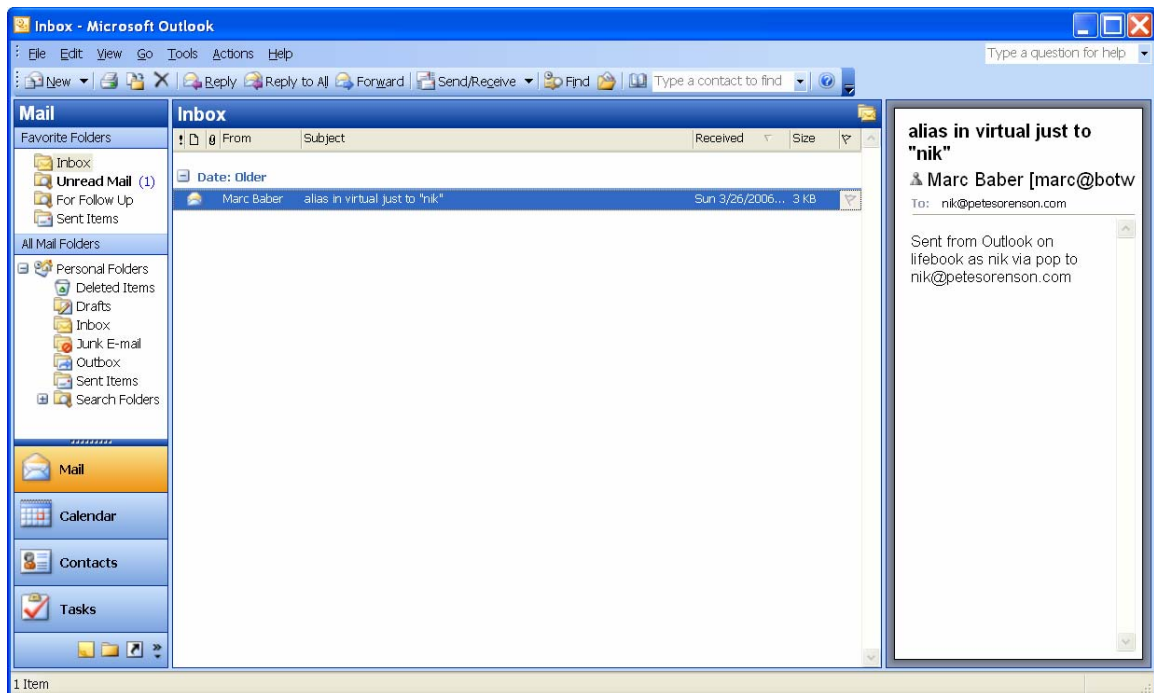 Inbox - Microsoft Outlook
File Edit View Go Tools Actions Help Type a question for help
New Reply Reply to All Forward Send/Receive Find Type a contact to find
Mail
Favorite Folders
Inbox
Unread Mail (1)
For Follow Up
Sent Items
All Mail Folders
Personal Folders
Deleted Items
Drafts
Inbox
Junk E-mail
Outbox
Sent Items
Search Folders
Mail
Calendar
Contacts
Tasks
Inbox
From Subject Received Size
Date: Older
Marc Baber alias in virtual just to "nik" Sun 3/26/2006... 3 KB
alias in virtual just to
"nik"
Marc Baber [marc@botw
To: nik@petesorenson.com
Sent from Outlook on
lifebook as nik via pop to
nik@petesorenson.com
1 Item